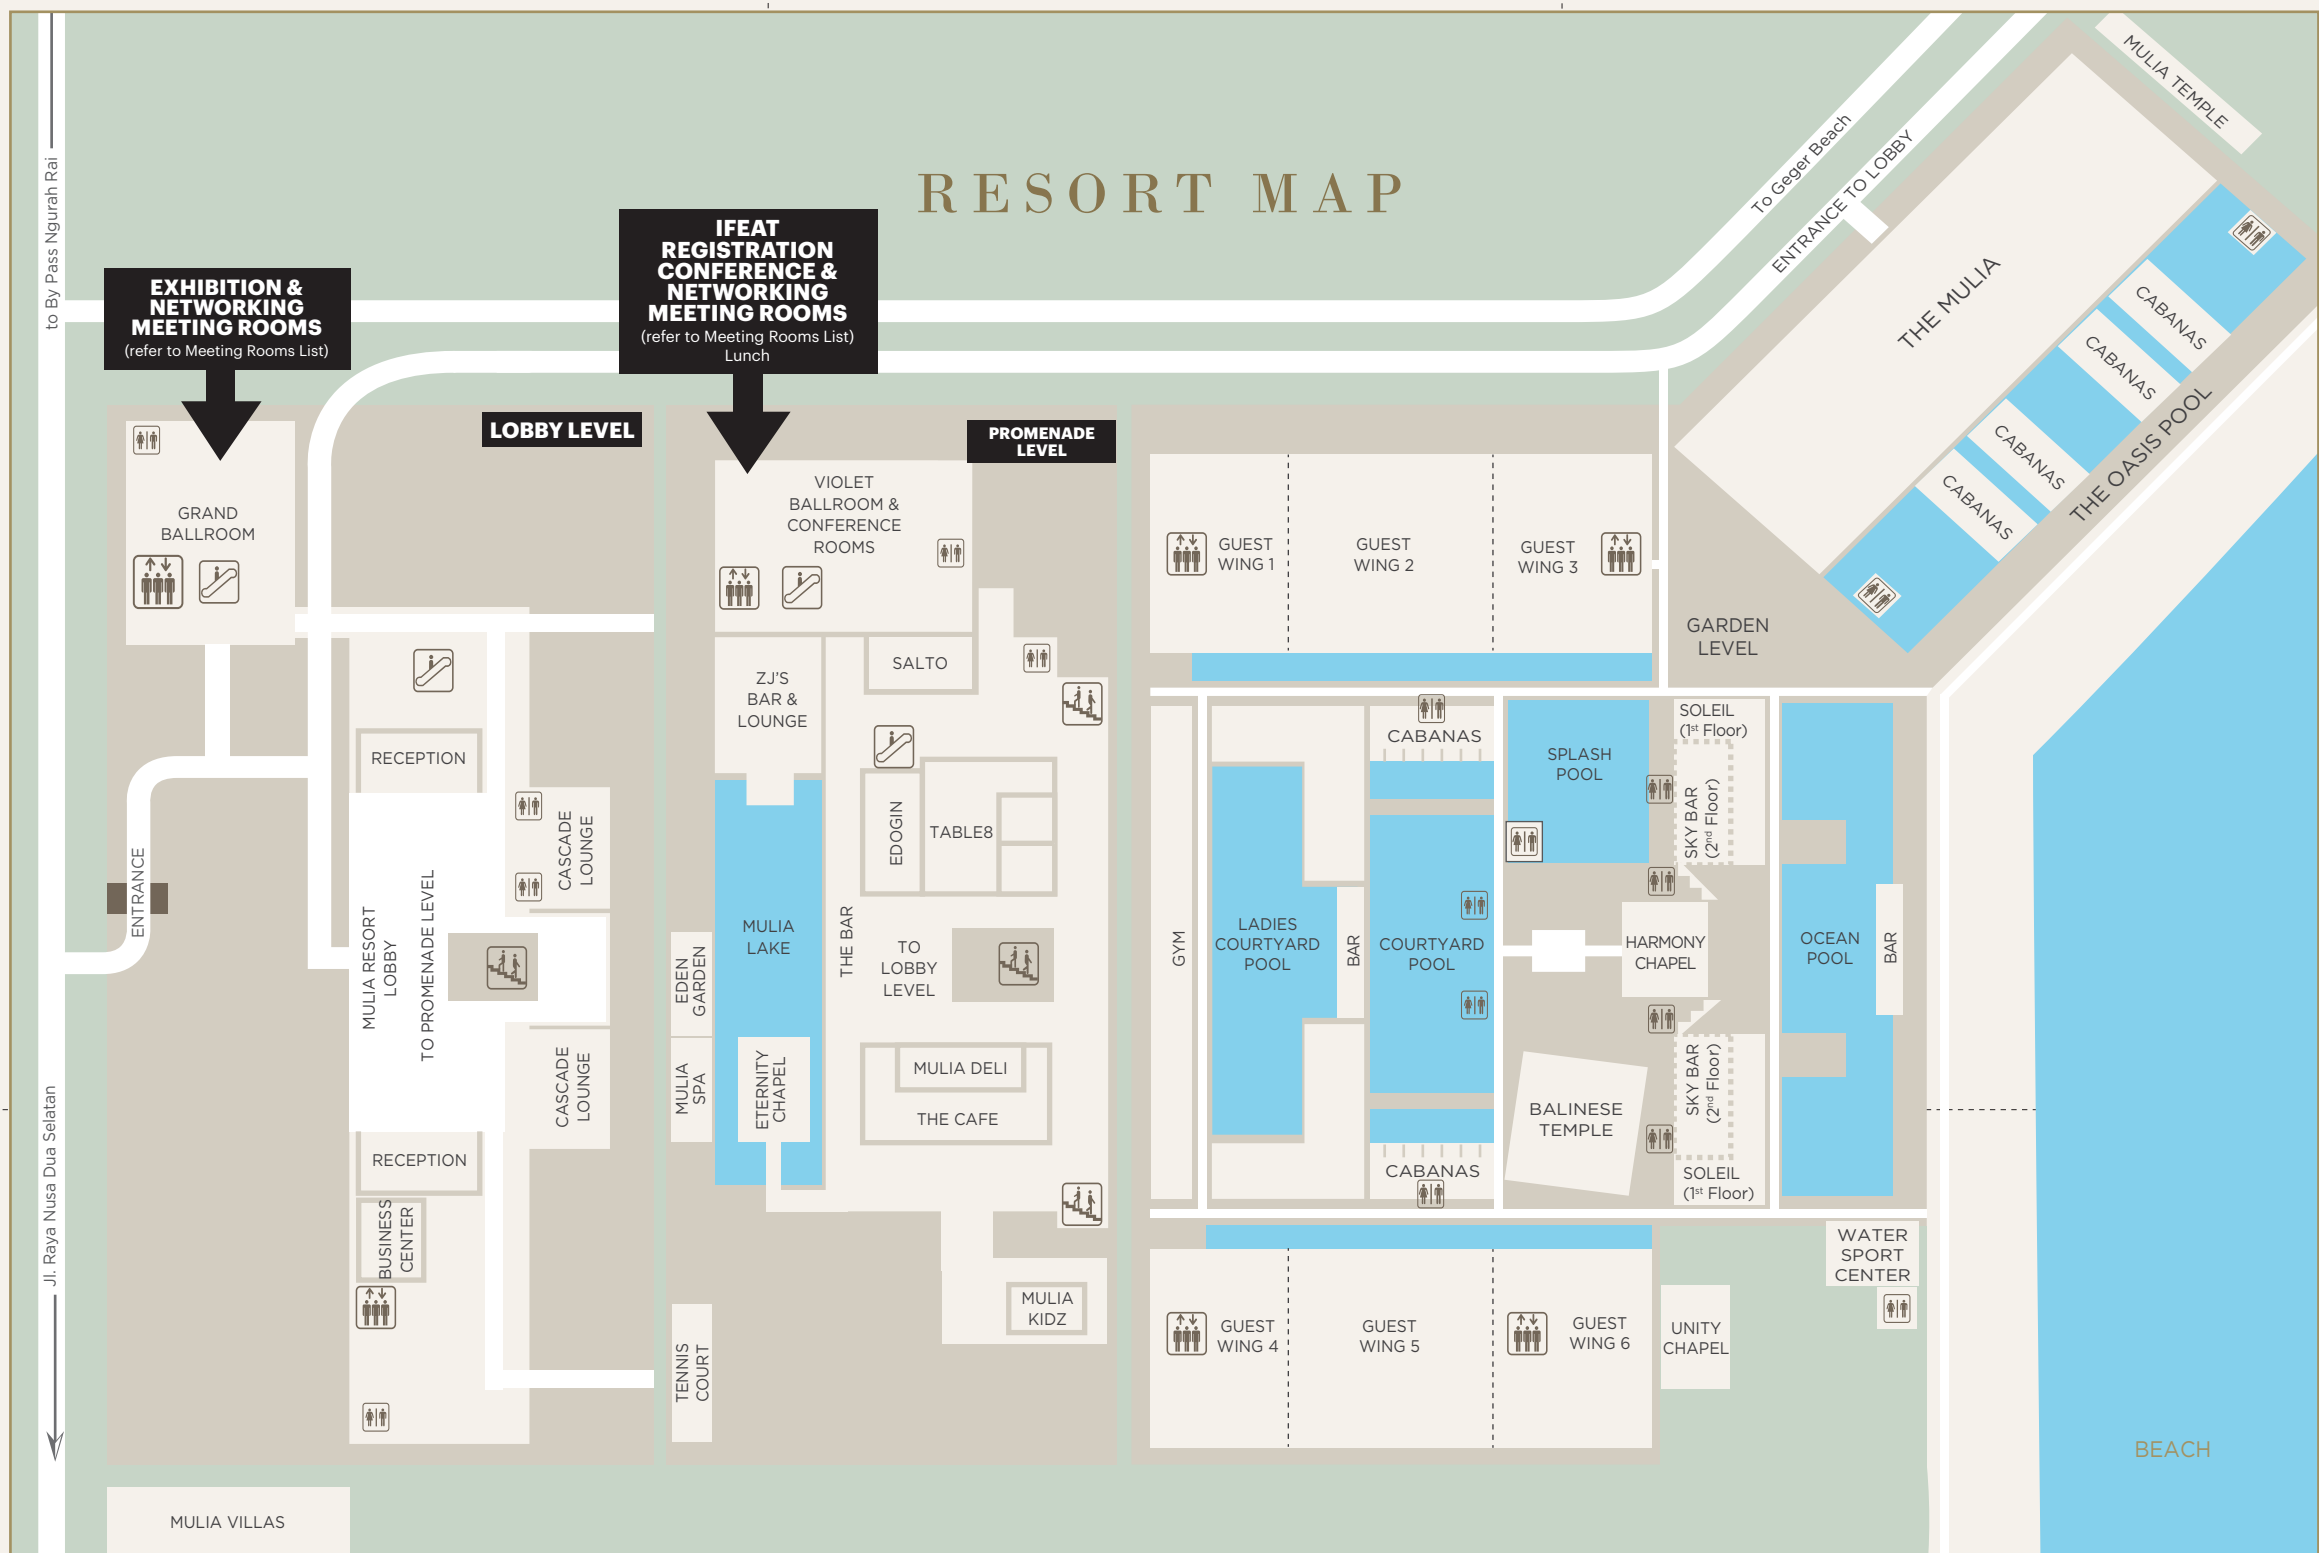 RESORT MAP
to By Pass Ngurah Rai
EXHIBITION &
NETWORKING
MEETING ROOMS
(refer to Meeting Rooms List)
IFEAT
REGISTRATION
CONFERENCE &
NETWORKING
MEETING ROOMS
(refer to Meeting Rooms List)
Lunch
LOBBY LEVEL
PROMENADE
LEVEL
GRAND
BALLROOM
RECEPTION
CASCADE
LOUNGE
ENTRANCE
MULIA RESORT
LOBBY
TO PROMENADE LEVEL
CASCADE
LOUNGE
RECEPTION
BUSINESS
CENTER
Jl. Raya Nusa Dua Selatan
MULIA VILLAS
VIOLET
BALLROOM &
CONFERENCE
ROOMS
ZJ'S
BAR &
LOUNGE
SALTO
EDOGIN
TABLE8
MULIA
LAKE
THE BAR
TO
LOBBY
LEVEL
EDEN
GARDEN
MULIA
SPA
ETERNITY
CHAPEL
MULIA DELI
THE CAFE
MULIA
KIDZ
TENNIS
COURT
GUEST
WING 1
GUEST
WING 2
GUEST
WING 3
GARDEN
LEVEL
To Geger Beach
ENTRANCE TO LOBBY
MULIA TEMPLE
THE MULIA
CABANAS
CABANAS
CABANAS
CABANAS
THE OASIS POOL
GYM
CABANAS
LADIES
COURTYARD
POOL
BAR
COURTYARD
POOL
CABANAS
SPLASH
POOL
SOLEIL
(1st Floor)
SKY BAR
(2nd Floor)
HARMONY
CHAPEL
BALINESE
TEMPLE
SKY BAR
(2nd Floor)
SOLEIL
(1st Floor)
OCEAN
POOL
BAR
WATER
SPORT
CENTER
GUEST
WING 4
GUEST
WING 5
GUEST
WING 6
UNITY
CHAPEL
BEACH